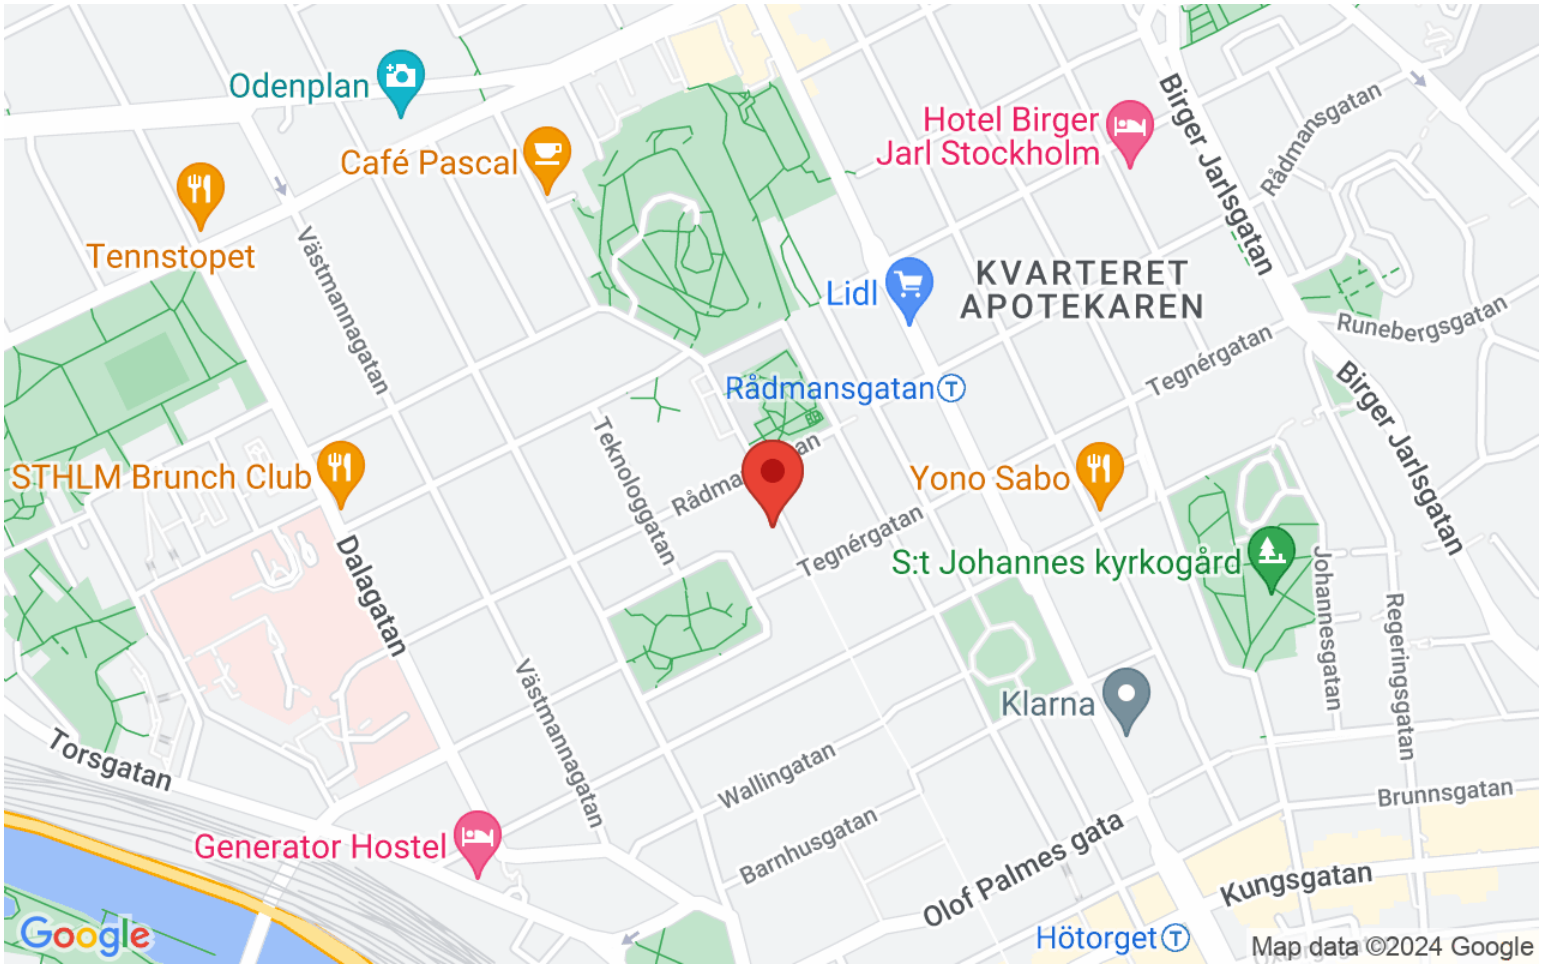 Odenplan
Café Pascal
Tennstopet
Västmannagatan
Hotel Birger
Jarl Stockholm
Birger Jarlsgatan
Rådmansgatan
Lidl
KVARTERET
APOTEKAREN
Runebergsgatan
Tegnérgatan
Birger Jarlsgatan
Rådmansgatan
T
STHLM Brunch Club
Teknologgatan
Yono Sabo
Dalagatan
Tegnérgatan
S:t Johannes kyrkogård
Johannesgatan
Regeringsgatan
Västmannagatan
Klarna
Torsgatan
Wallingatan
Brunnsgatan
Generator Hostel
Barnhusgatan
Olof Palmes gata
Kungsgatan
Hötorget
T
Google
Map data ©2024 Google